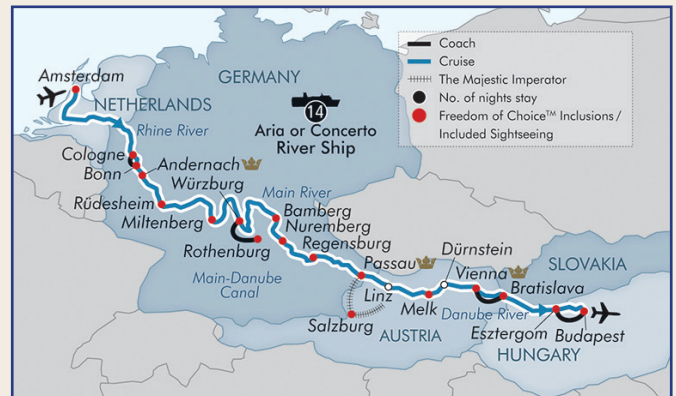 Coach
Cruise
The Majestic Imperator
No. of nights stay
Freedom of Choice™ Inclusions /
Included Sightseeing
Amsterdam
GERMANY
NETHERLANDS
14
Aria or Concerto
River Ship
Rhine River
Cologne
Bonn
Andernach
Würzburg
Main River
Rüdesheim
Miltenberg
Bamberg
Nuremberg
Regensburg
Rothenburg
Main-Danube
Canal
Passau
Dürnstein
Vienna
SLOVAKIA
Bratislava
Linz
Melk
Danube River
Salzburg
AUSTRIA
Esztergom
Budapest
HUNGARY